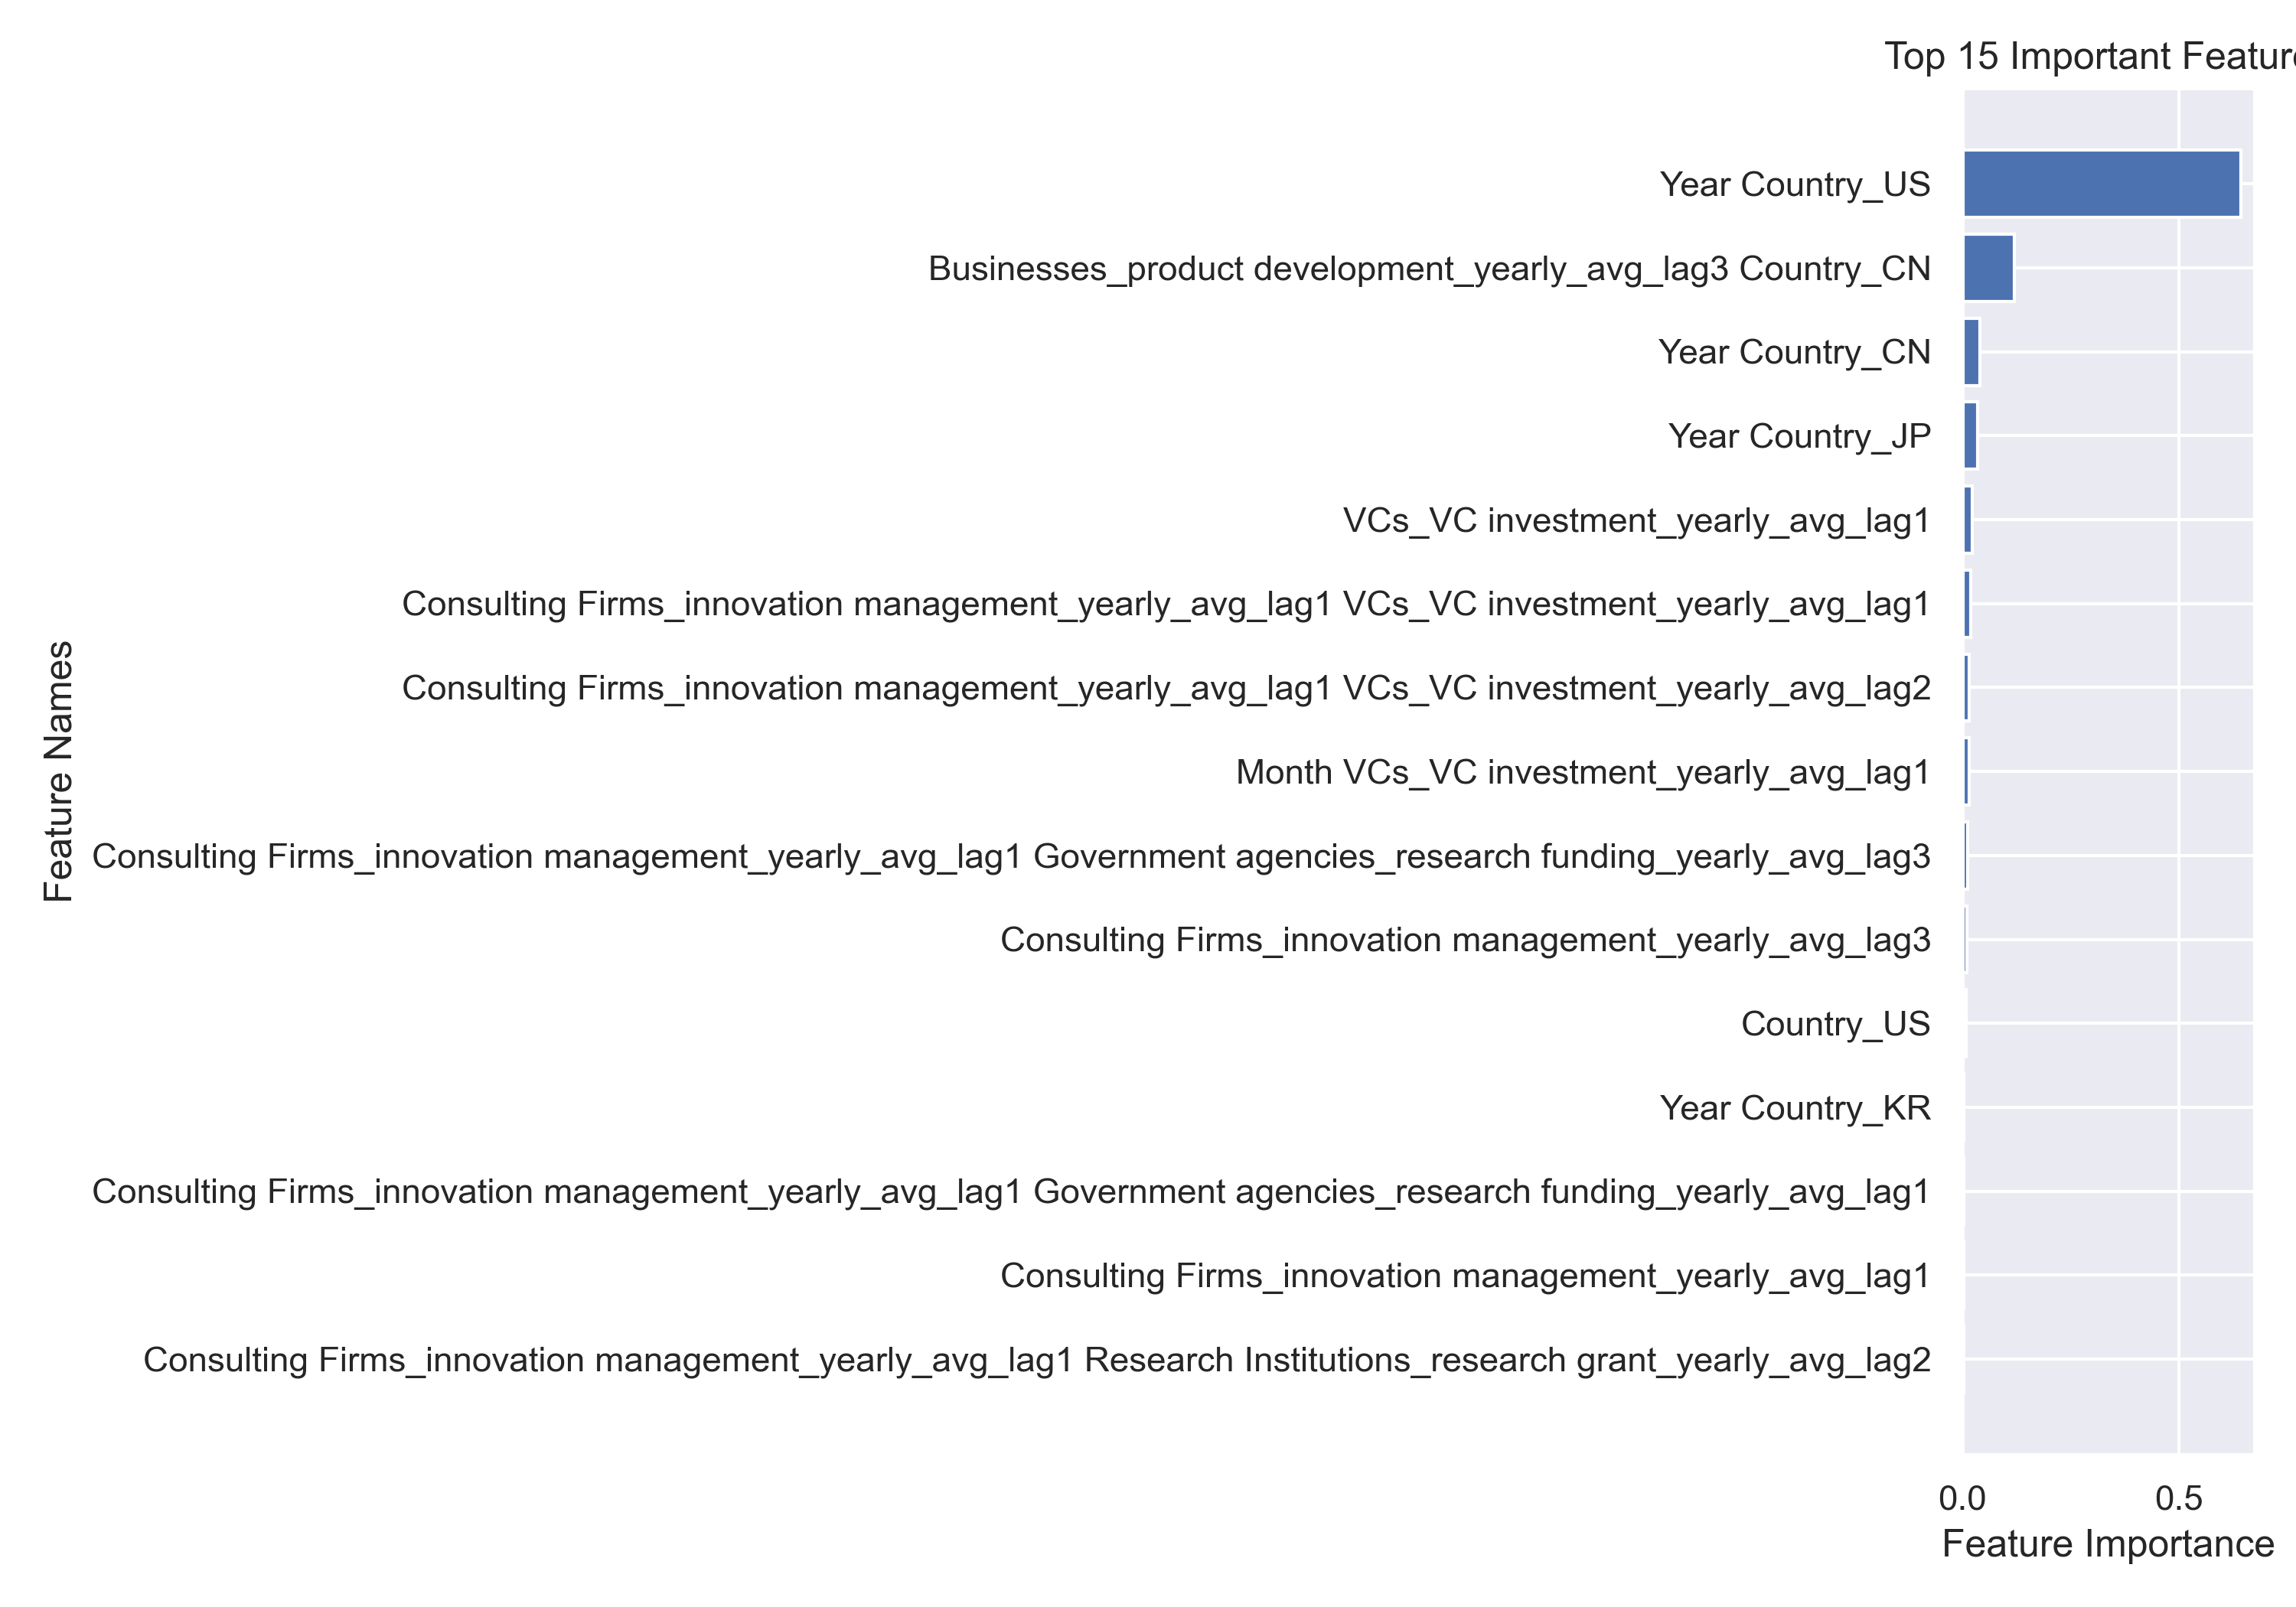 Top 15 Important Feature
Year Country_US
Businesses_product development_yearly_avg_lag3 Country_CN
Year Country_CN
Year Country_JP
VCs_VC investment_yearly_avg_lag1
Consulting Firms_innovation management_yearly_avg_lag1 VCs_VC investment_yearly_avg_lag1
Consulting Firms_innovation management_yearly_avg_lag1 VCs_VC investment_yearly_avg_lag2
Month VCs_VC investment_yearly_avg_lag1
Consulting Firms_innovation management_yearly_avg_lag1 Government agencies_research funding_yearly_avg_lag3
Consulting Firms_innovation management_yearly_avg_lag3
Country_US
Year Country_KR
Consulting Firms_innovation management_yearly_avg_lag1 Government agencies_research funding_yearly_avg_lag1
Consulting Firms_innovation management_yearly_avg_lag1
Consulting Firms_innovation management_yearly_avg_lag1 Research Institutions_research grant_yearly_avg_lag2
Feature Names
0.0 0.5
Feature Importance